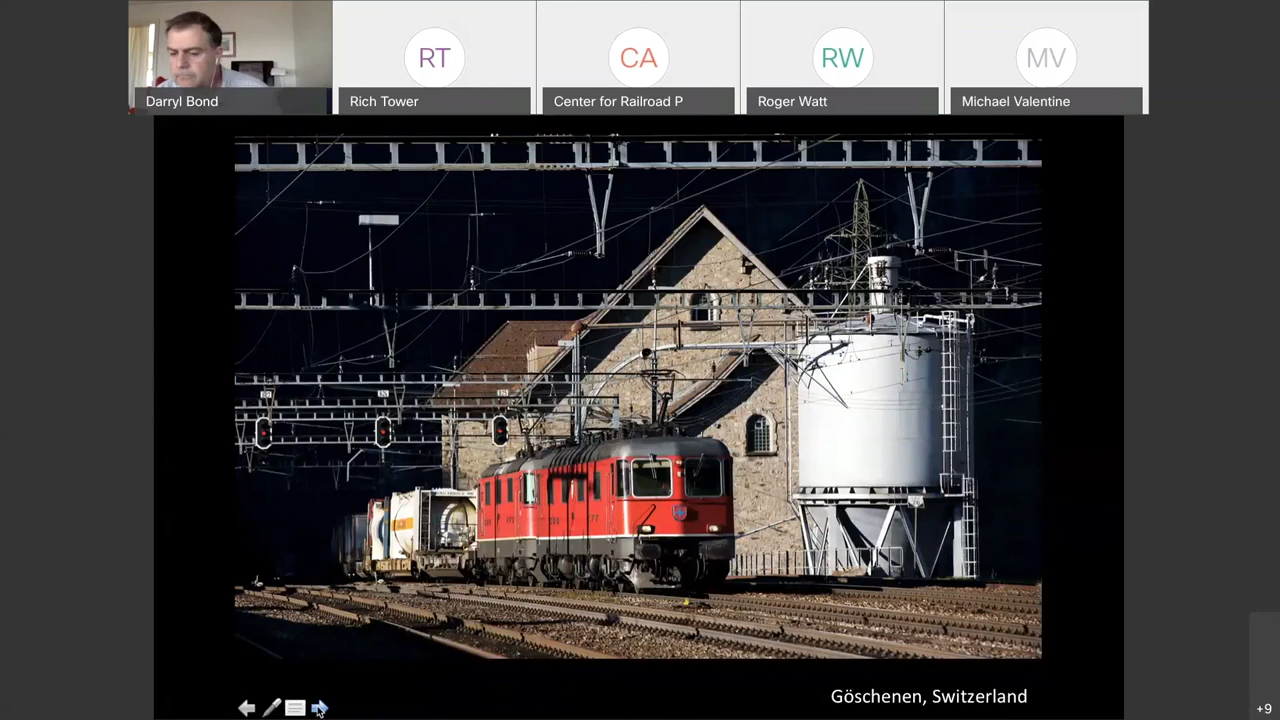 RT
CA
RW
MV
Darryl Bond
Rich Tower
Center for Railroad P
Roger Watt
Michael Valentine
Göschenen, Switzerland
+9